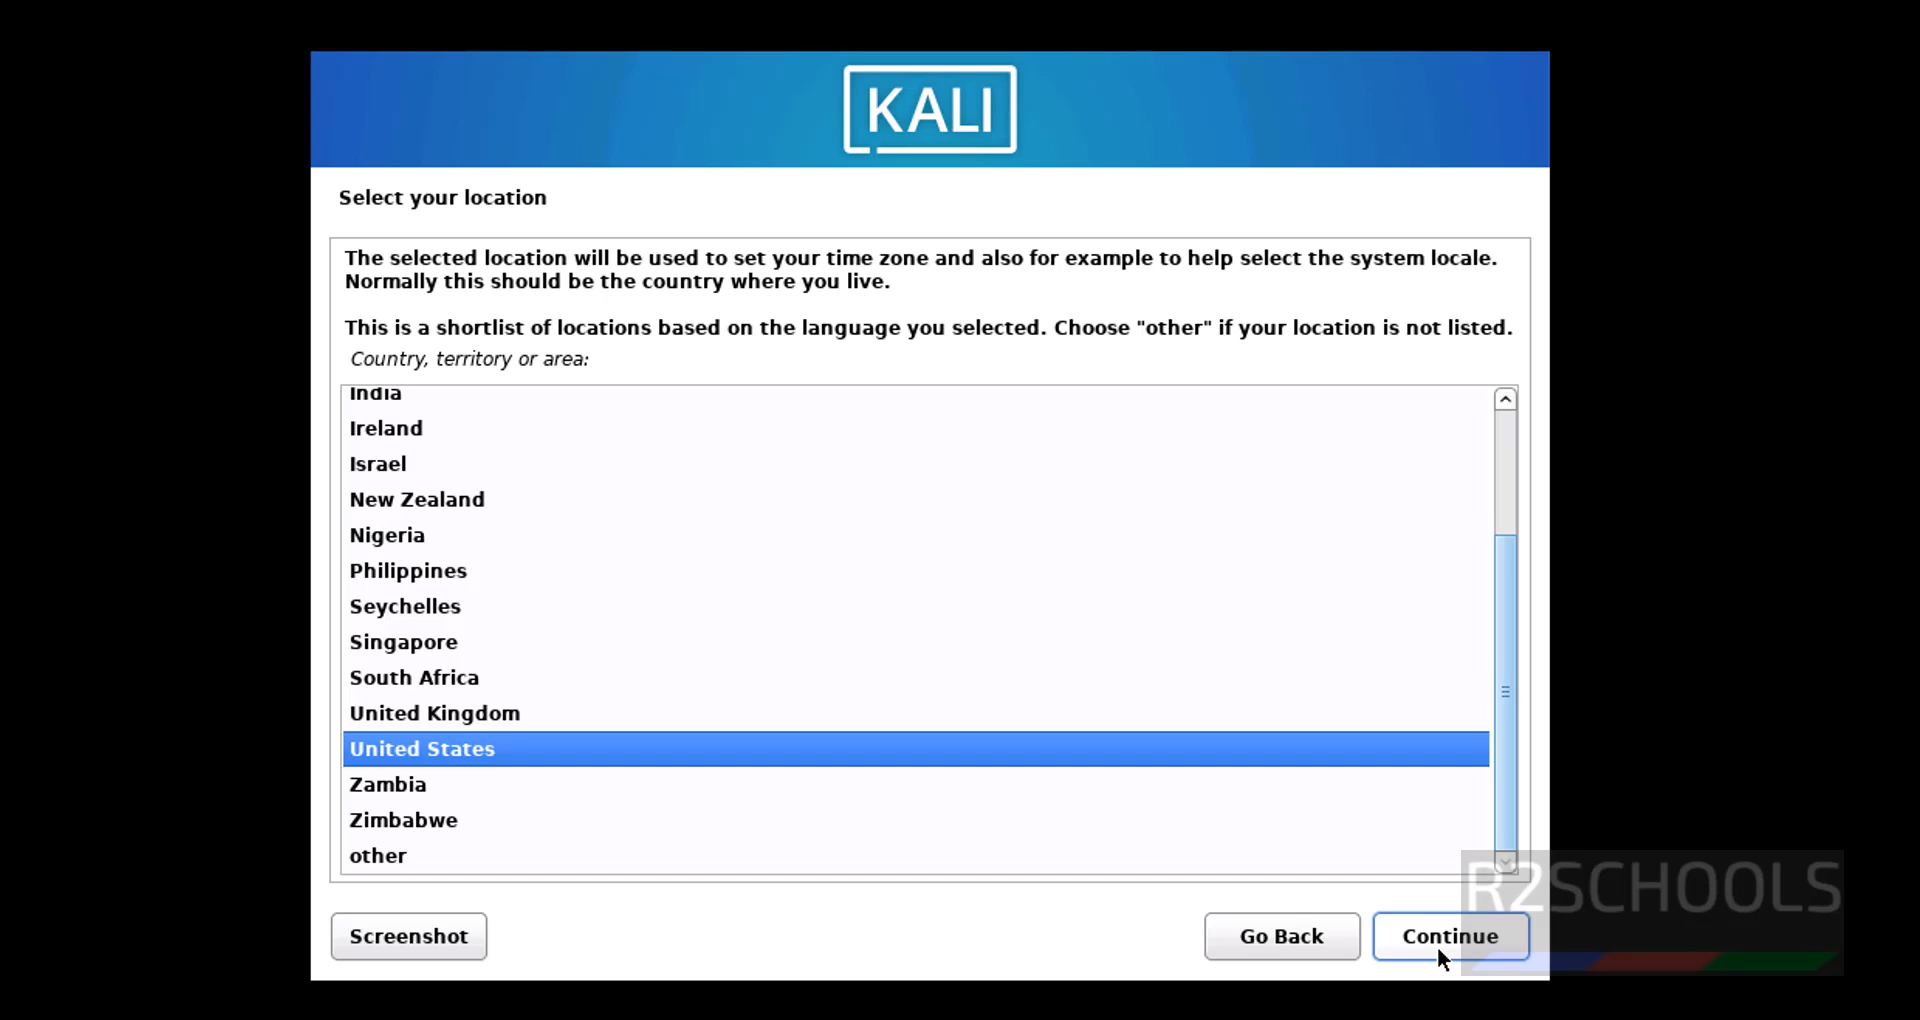 KALI
Select your location
The selected location will be used to set your time zone and also for example to help select the system locale.
Normally this should be the country where you live.
This is a shortlist of locations based on the language you selected. Choose "other" if your location is not listed.
Country, territory or area:
India
Ireland
Israel
New Zealand
Nigeria
Philippines
Seychelles
Singapore
South Africa
United Kingdom
United States
Zambia
Zimbabwe
other
R2SCHOOLS
Screenshot
Go Back
Continue